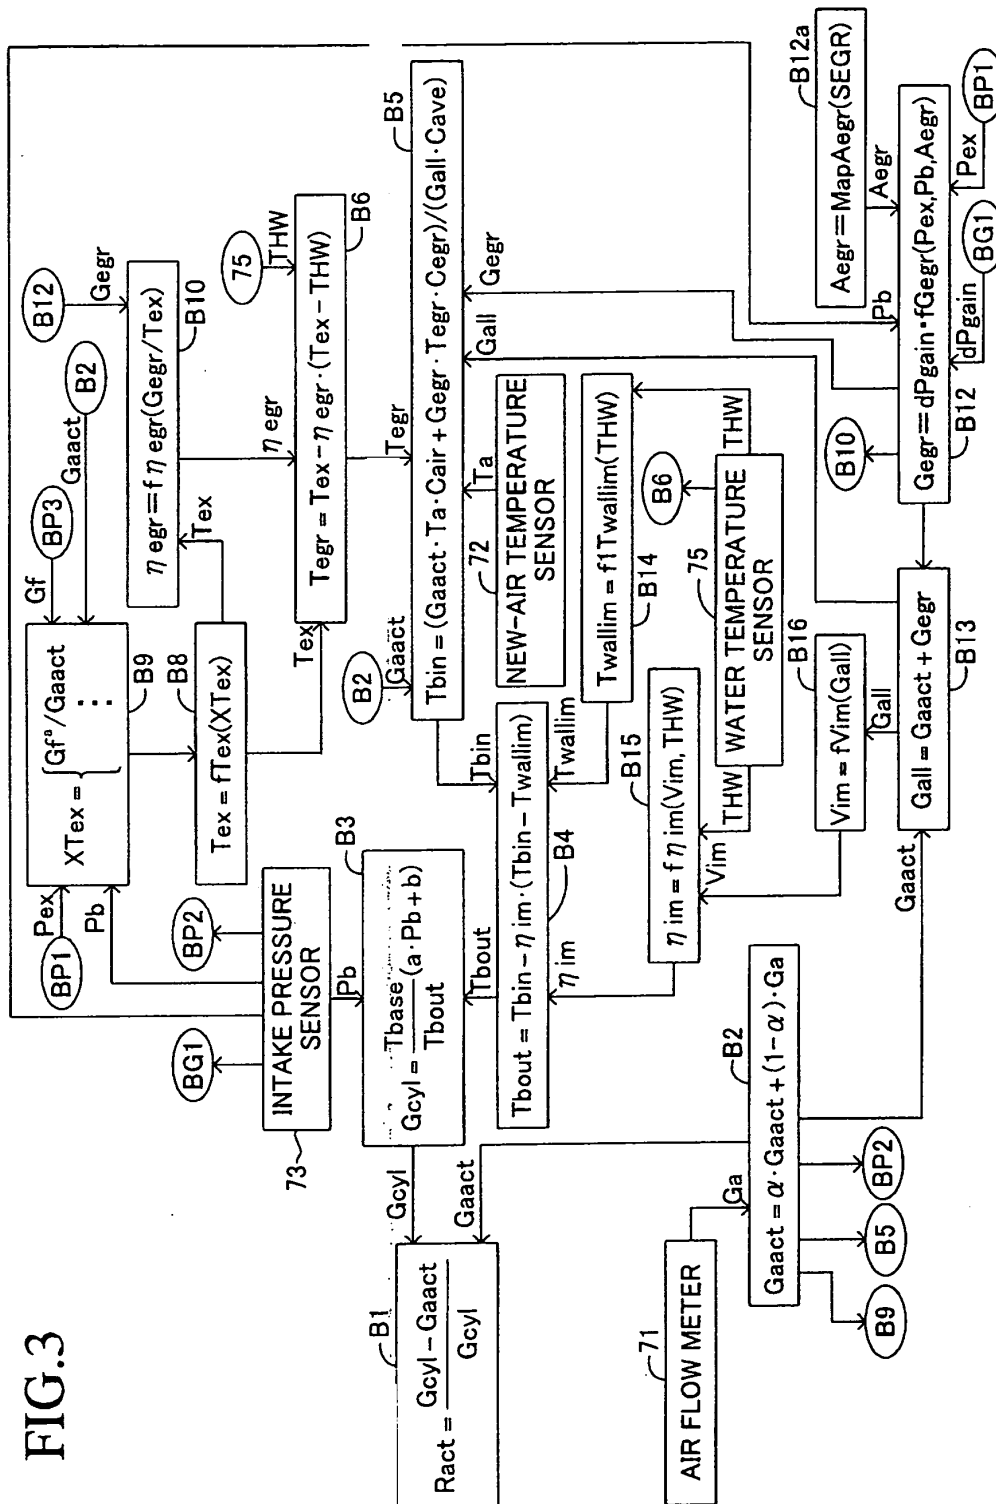 FIG.3
B12
Gegr
B2
Gaact
BP3
Gf
BP1
Pex
Pb
XTex = { Gf^a/Gaact
⋮
B9
ηegr = fηegr(Gegr/Tex)
B10
75
THW
Tex
ηegr
Tex = fTex(XTex)
B8
Tex
Tegr = Tex − ηegr·(Tex − THW)
B6
BG1
BP2
INTAKE PRESSURE
SENSOR
73
Pb
Tegr
B2
Gaact
Tbin = (Gaact·Ta·Cair + Gegr·Tegr·Cegr)/(Gall·Cave)
B5
B1
Ract = Gcyl − Gaact
Gcyl
Gcyl
Gaact
Gcyl = Tbase (a·Pb + b)
Tbout
B3
Tbout
Tbin
Ta
72
NEW-AIR TEMPERATURE
SENSOR
Gall
Gegr
Tbout = Tbin − ηim·(Tbin − Twallim)
B4
ηim
Twallim
Twallim = f1Twallim(THW)
B14
B6
THW
75
WATER TEMPERATURE
SENSOR
THW
B15
ηim = fηim(Vim, THW)
Vim
71
AIR FLOW METER
Ga
B2
Gaact = α·Gaact + (1-α)·Ga
B9
B5
BP2
Gaact
B16
Vim = fVim(Gall)
Gall
Gall = Gaact + Gegr
B13
B10
Pb
B12a
Aegr = MapAegr(SEGR)
Aegr
Gegr = dPgain·fGegr(Pex,Pb,Aegr)
B12
dPgain
BG1
Pex
BP1